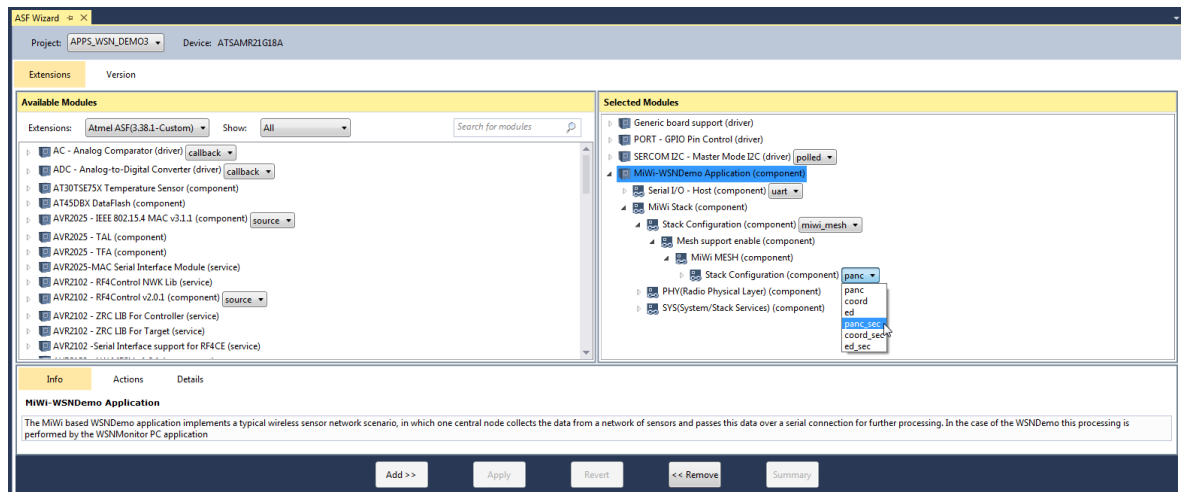 ASF Wizard
Project: APPS_WSN_DEMO3 Device: ATSAMR21G18A
Extensions Version
Available Modules
Extensions: Atmel ASF(3.38.1-Custom) Show: All Search for modules
AC - Analog Comparator (driver) callback
ADC - Analog-to-Digital Converter (driver) callback
AT30TSE75X Temperature Sensor (component)
AT45DBX DataFlash (component)
AVR2025 - IEEE 802.15.4 MAC v3.1.1 (component) source
AVR2025 - TAL (component)
AVR2025 - TFA (component)
AVR2025-MAC Serial Interface Module (service)
AVR2102 - RF4Control NWK Lib (service)
AVR2102 - RF4Control v2.0.1 (component) source
AVR2102 - ZRC LIB For Controller (service)
AVR2102 - ZRC LIB For Target (service)
AVR2102 -Serial Interface support for RF4CE (service)
Selected Modules
Generic board support (driver)
PORT - GPIO Pin Control (driver)
SERCOM I2C - Master Mode I2C (driver) polled
MiWi-WSNDemo Application (component)
Serial I/O - Host (component) uart
MiWi Stack (component)
Stack Configuration (component) miwi_mesh
Mesh support enable (component)
MiWi MESH (component)
Stack Configuration (component) panc
PHY(Radio Physical Layer) (component)
SYS(System/Stack Services) (component)
panc
coord
ed
panc_sec
coord_sec
ed_sec
Info Actions Details
MiWi-WSNDemo Application
The MiWi based WSNDemo application implements a typical wireless sensor network scenario, in which one central node collects the data from a network of sensors and passes this data over a serial connection for further processing. In the case of the WSNDemo this processing is
performed by the WSNMonitor PC application
Add >> Apply Revert << Remove Summary